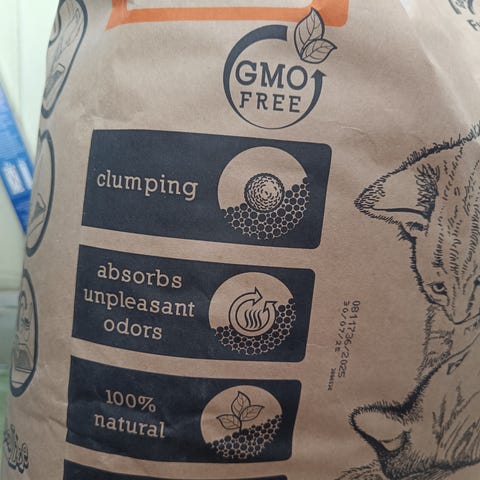 GMO
FREE
clumping
absorbs
unpleasant
odors
100%
natural